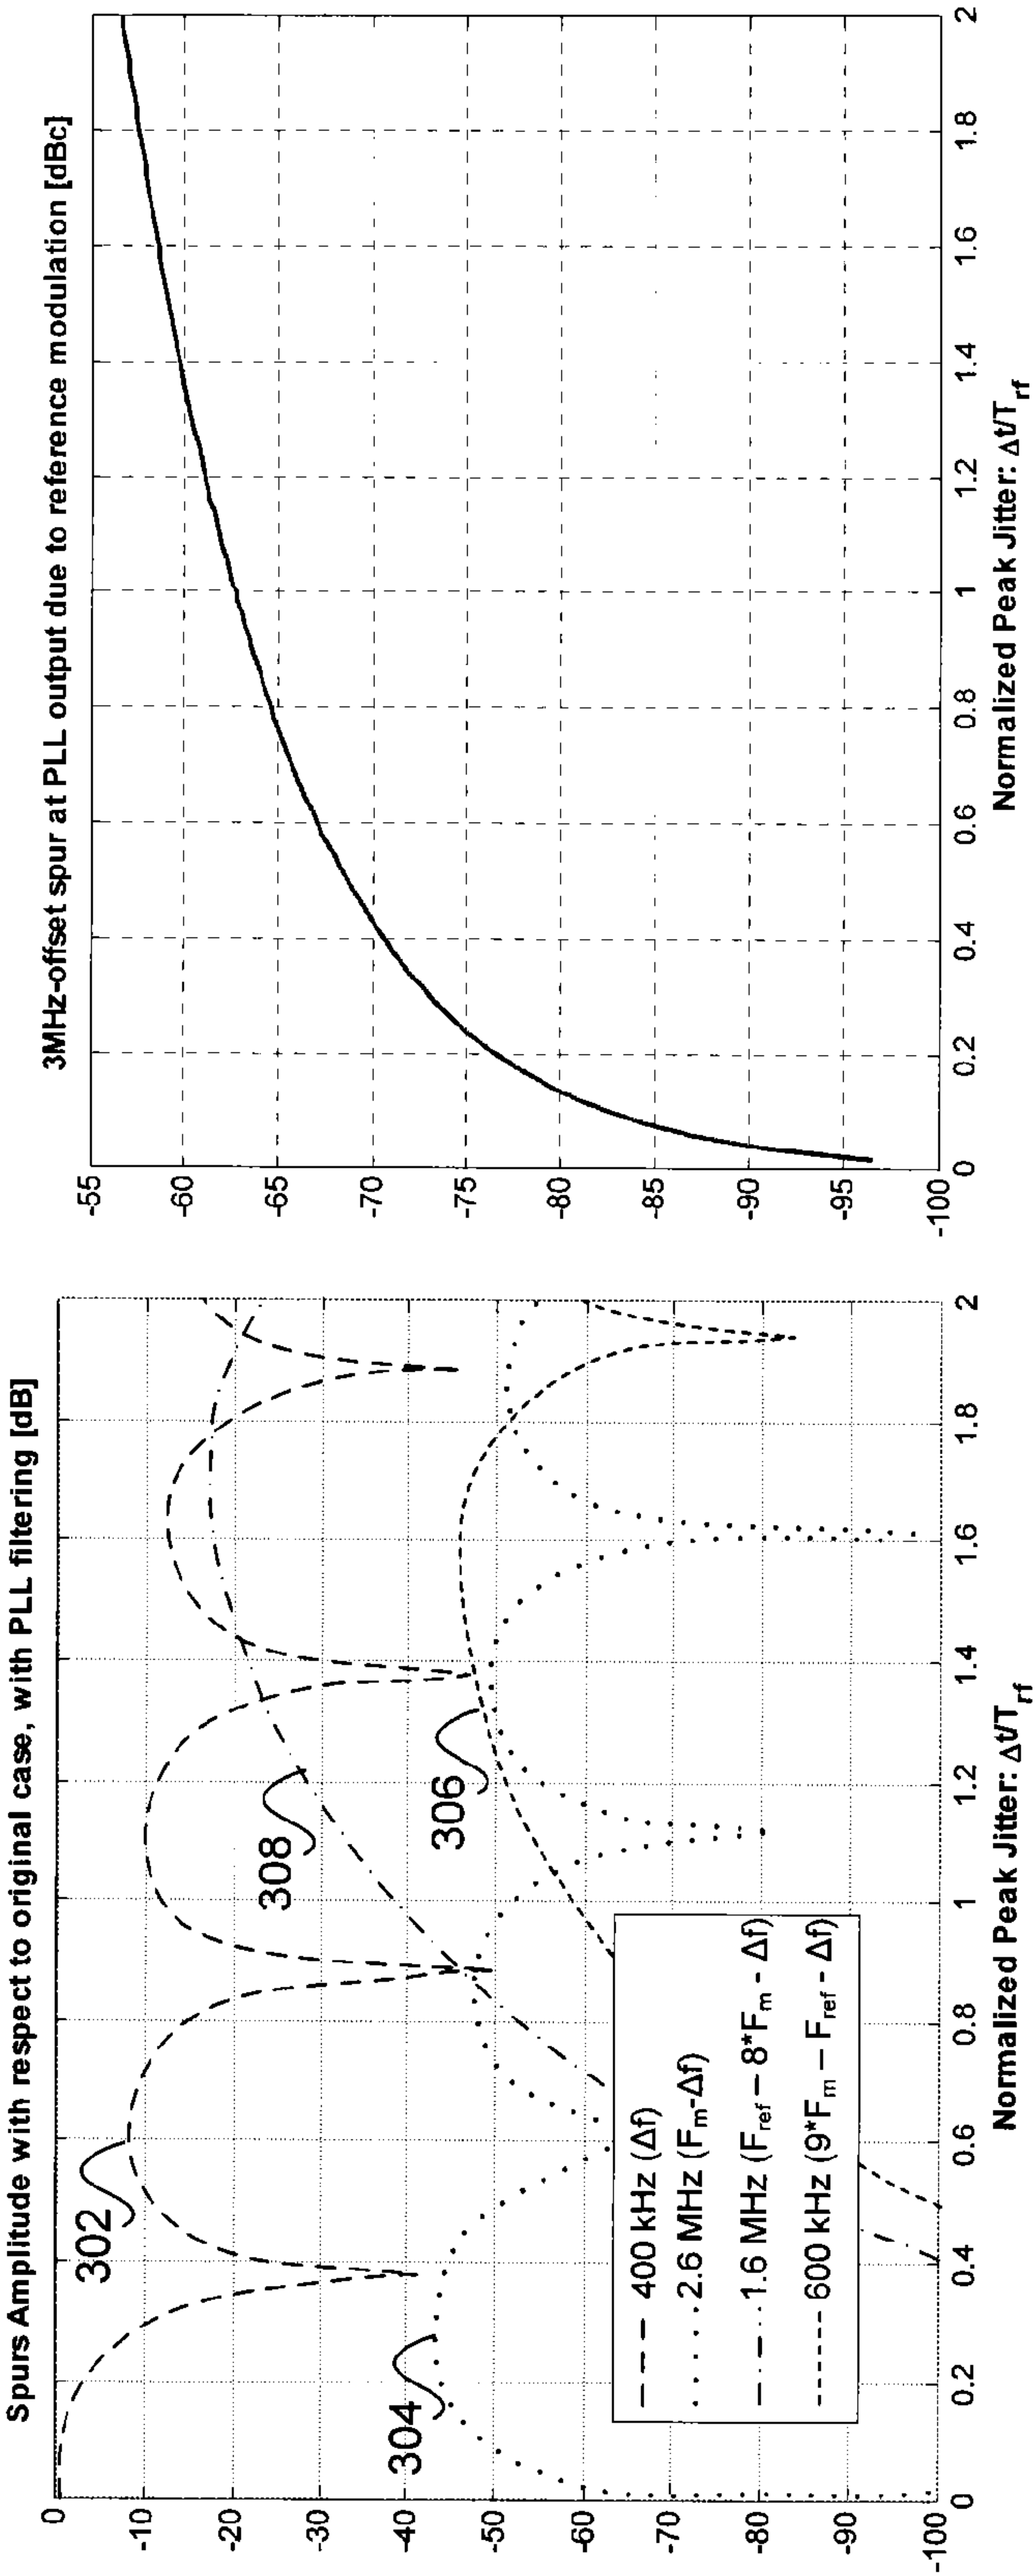 Spurs Amplitude with respect to original case, with PLL filtering [dB]
0
-10
-20
-30
-40
-50
-60
-70
-80
-90
-100
302
304
308
306
400 kHz (Δf)
2.6 MHz (Fm-Δf)
1.6 MHz (Fref – 8*Fm - Δf)
600 kHz (9*Fm – Fref - Δf)
0 0.2 0.4 0.6 0.8 1 1.2 1.4 1.6 1.8 2
Normalized Peak Jitter: Δt/Trf
3MHz-offset spur at PLL output due to reference modulation [dBc]
-55
-60
-65
-70
-75
-80
-85
-90
-95
-100
0 0.2 0.4 0.6 0.8 1 1.2 1.4 1.6 1.8 2
Normalized Peak Jitter: Δt/Trf